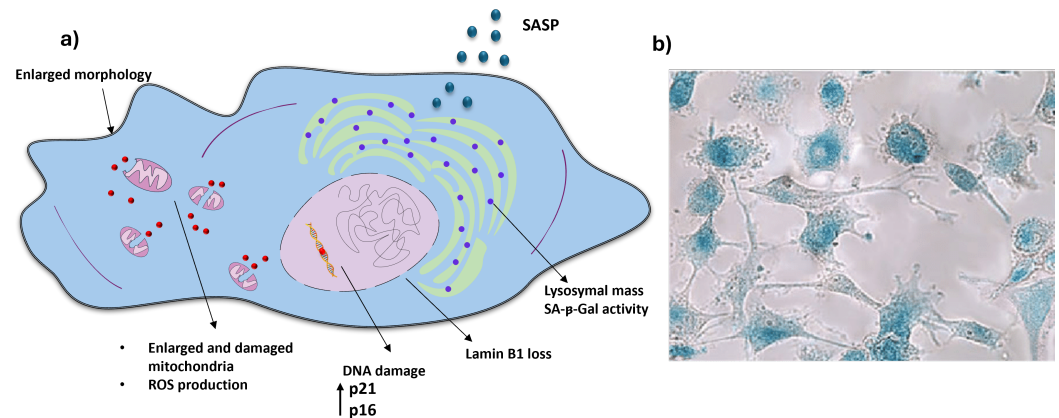 a)
SASP
b)
Enlarged morphology
Lysosymal mass
SA-β-Gal activity
Lamin B1 loss
• Enlarged and damaged
mitochondria
• ROS production
DNA damage
p21
p16